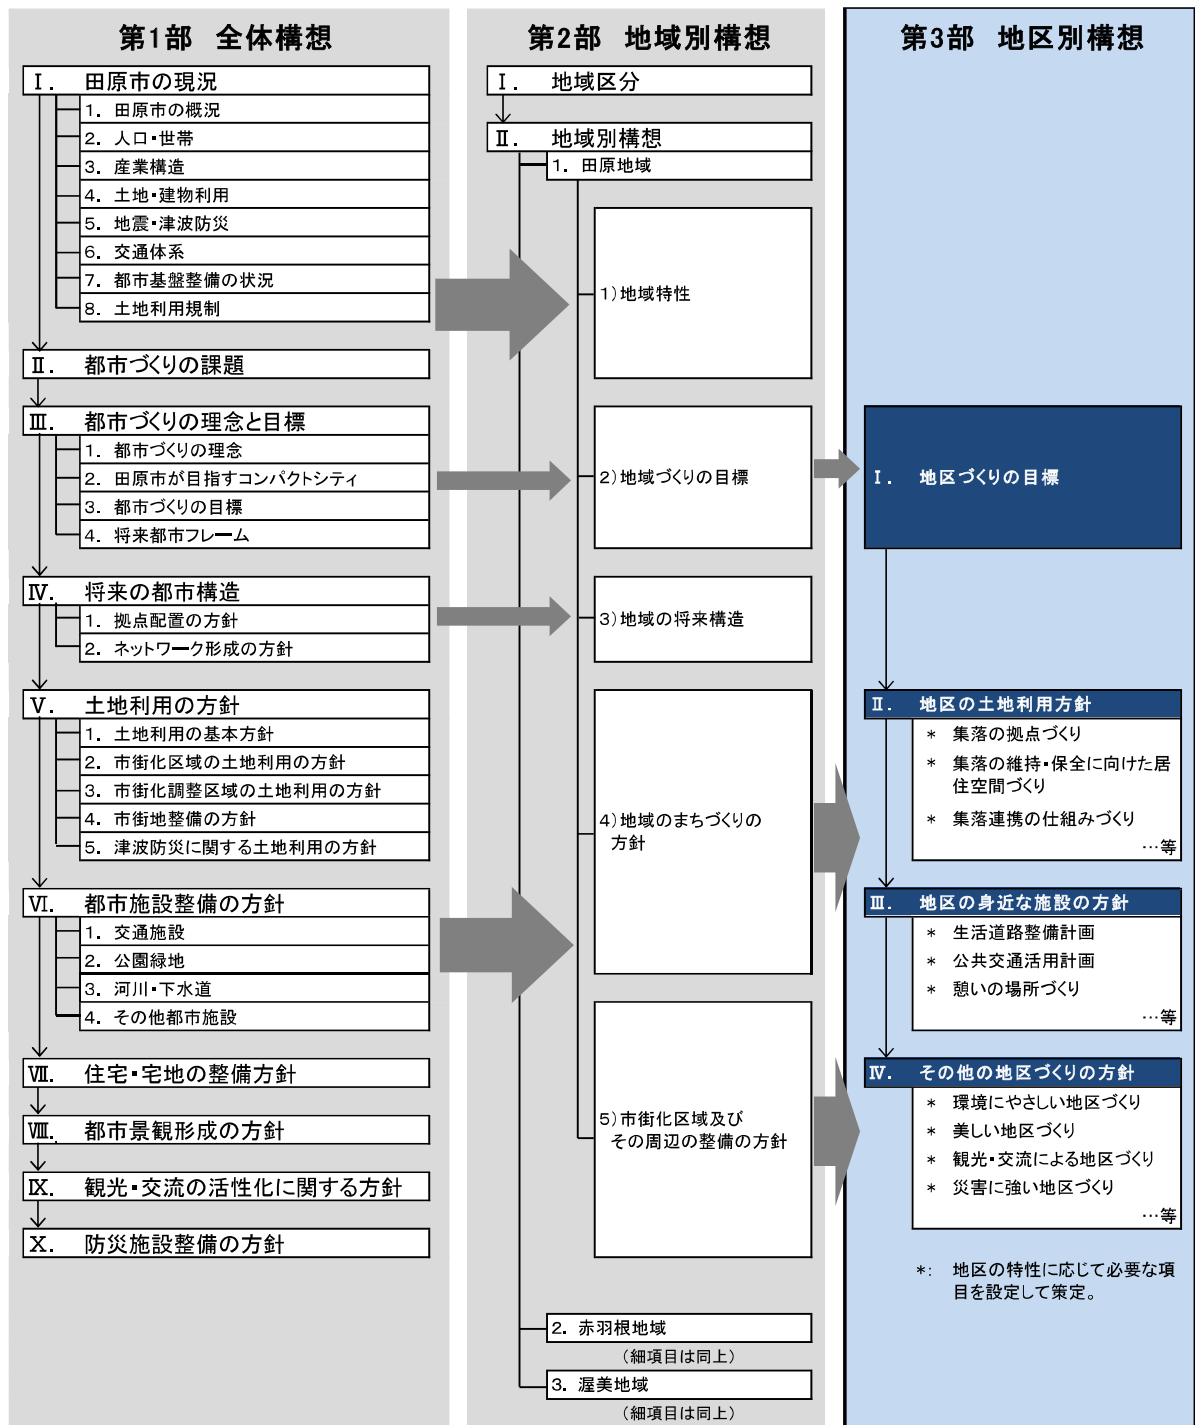 第1部 全体構想
Ⅰ. 田原市の現況
1. 田原市の概況
2. 人口・世帯
3. 産業構造
4. 土地・建物利用
5. 地震・津波防災
6. 交通体系
7. 都市基盤整備の状況
8. 土地利用規制
Ⅱ. 都市づくりの課題
Ⅲ. 都市づくりの理念と目標
1. 都市づくりの理念
2. 田原市が目指すコンパクトシティ
3. 都市づくりの目標
4. 将来都市フレーム
Ⅳ. 将来の都市構造
1. 拠点配置の方針
2. ネットワーク形成の方針
Ⅴ. 土地利用の方針
1. 土地利用の基本方針
2. 市街化区域の土地利用の方針
3. 市街化調整区域の土地利用の方針
4. 市街地整備の方針
5. 津波防災に関する土地利用の方針
Ⅵ. 都市施設整備の方針
1. 交通施設
2. 公園緑地
3. 河川・下水道
4. その他都市施設
Ⅶ. 住宅・宅地の整備方針
Ⅷ. 都市景観形成の方針
Ⅸ. 観光・交流の活性化に関する方針
Ⅹ. 防災施設整備の方針
第2部 地域別構想
Ⅰ. 地域区分
Ⅱ. 地域別構想
1. 田原地域
1)地域特性
2)地域づくりの目標
3)地域の将来構造
4)地域のまちづくりの
方針
5)市街化区域及び
その周辺の整備の方針
2. 赤羽根地域
(細項目は同上)
3. 渥美地域
(細項目は同上)
第3部 地区別構想
Ⅰ. 地区づくりの目標
Ⅱ. 地区の土地利用方針
* 集落の拠点づくり
* 集落の維持・保全に向けた居
住空間づくり
* 集落連携の仕組みづくり
…等
Ⅲ. 地区の身近な施設の方針
* 生活道路整備計画
* 公共交通活用計画
* 憩いの場所づくり
…等
Ⅳ. その他の地区づくりの方針
* 環境にやさしい地区づくり
* 美しい地区づくり
* 観光・交流による地区づくり
* 災害に強い地区づくり
…等
*: 地区の特性に応じて必要な項
目を設定して策定。